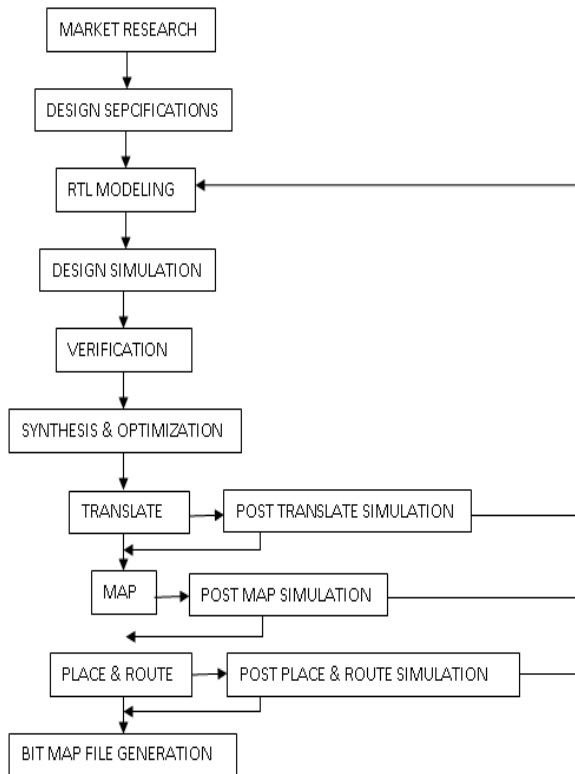 MARKET RESEARCH
DESIGN SEPCIFICATIONS
RTL MODELING
DESIGN SIMULATION
VERIFICATION
SYNTHESIS & OPTIMIZATION
TRANSLATE
POST TRANSLATE SIMULATION
MAP
POST MAP SIMULATION
PLACE & ROUTE
POST PLACE & ROUTE SIMULATION
BIT MAP FILE GENERATION